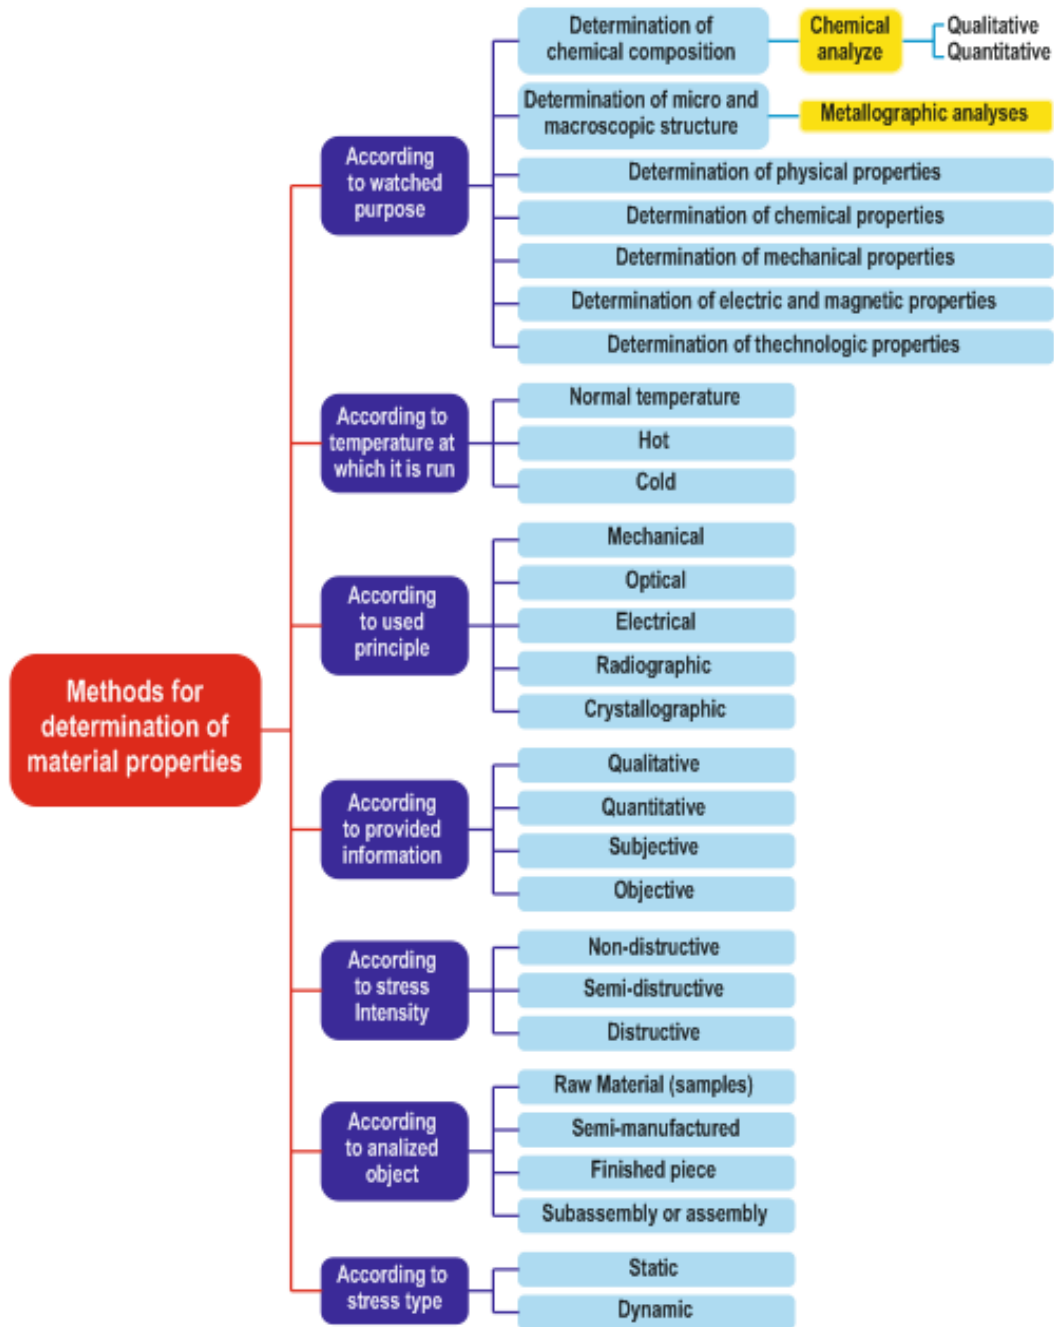 Methods for
determination of
material properties
According
to watched
purpose
Determination of
chemical composition
Chemical
analyze
Qualitative
Quantitative
Determination of micro and
macroscopic structure
Metallographic analyses
Determination of physical properties
Determination of chemical properties
Determination of mechanical properties
Determination of electric and magnetic properties
Determination of thechnologic properties
According to
temperature at
which it is run
Normal temperature
Hot
Cold
According
to used
principle
Mechanical
Optical
Electrical
Radiographic
Crystallographic
According
to provided
information
Qualitative
Quantitative
Subjective
Objective
According
to stress
Intensity
Non-distructive
Semi-distructive
Distructive
According
to analized
object
Raw Material (samples)
Semi-manufactured
Finished piece
Subassembly or assembly
According to
stress type
Static
Dynamic